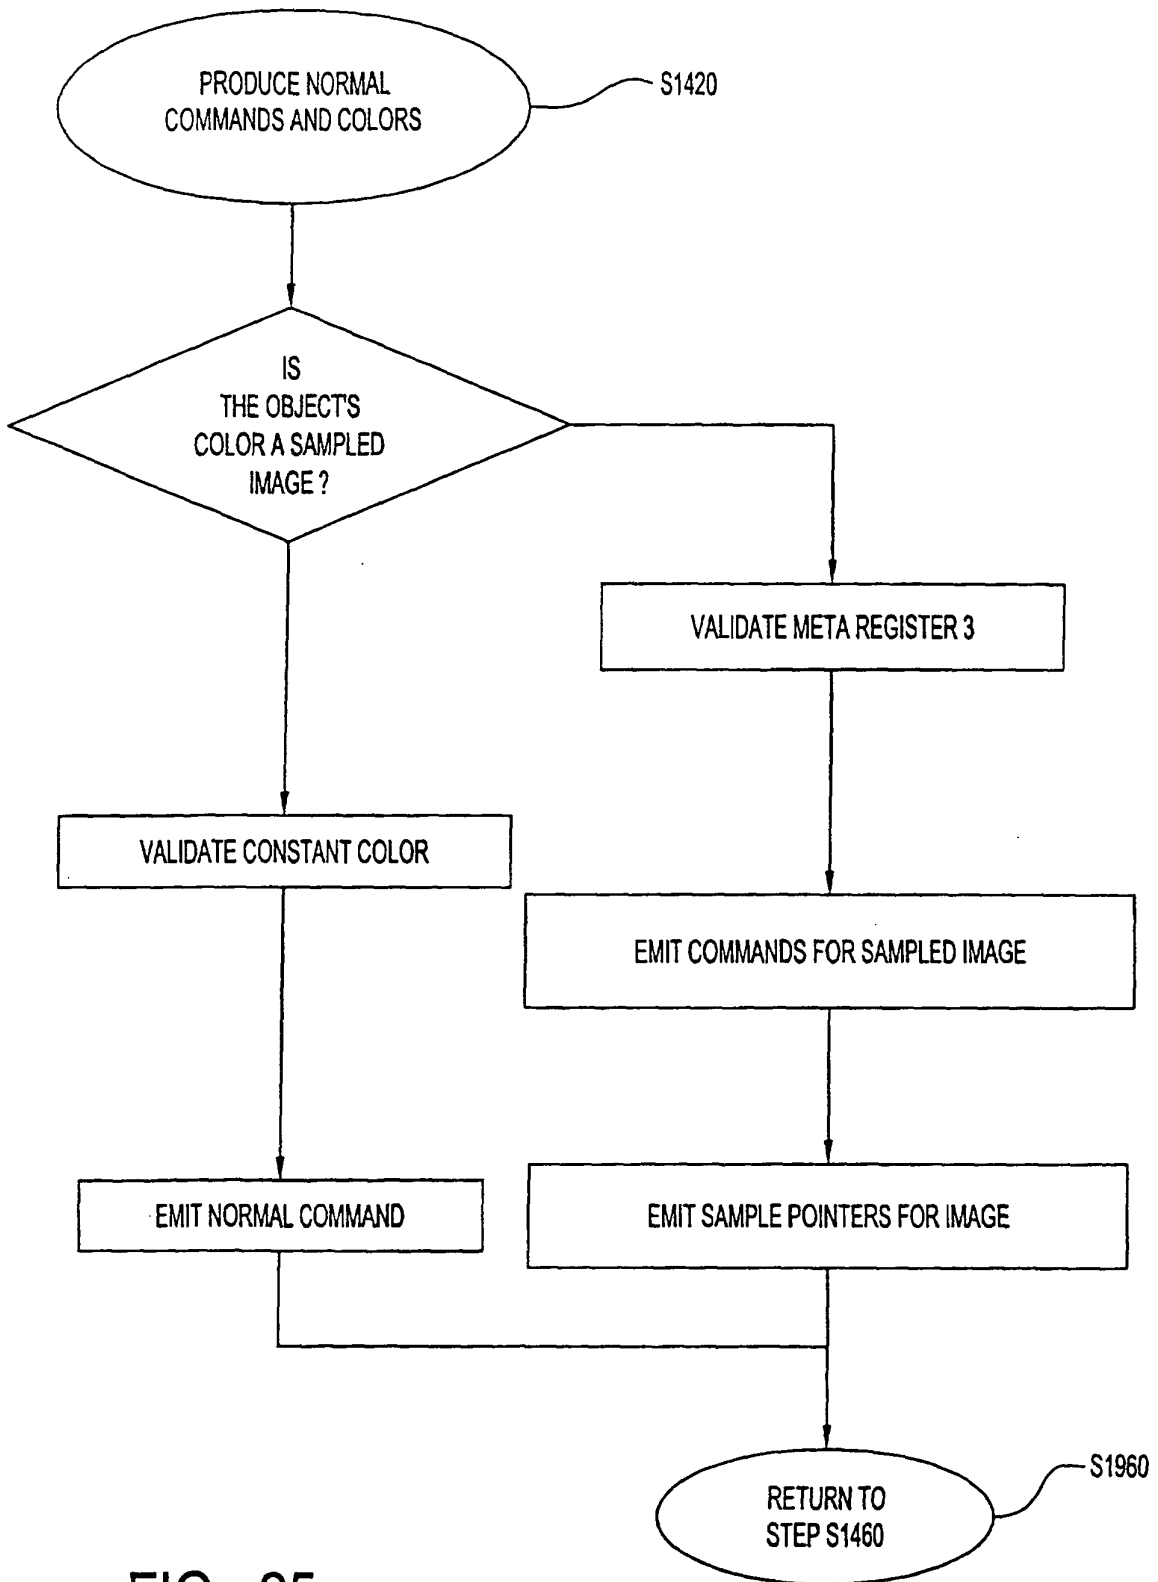 PRODUCE NORMAL
COMMANDS AND COLORS
S1420
IS
THE OBJECT'S
COLOR A SAMPLED
IMAGE ?
VALIDATE META REGISTER 3
VALIDATE CONSTANT COLOR
EMIT COMMANDS FOR SAMPLED IMAGE
EMIT NORMAL COMMAND
EMIT SAMPLE POINTERS FOR IMAGE
S1960
RETURN TO
STEP S1460